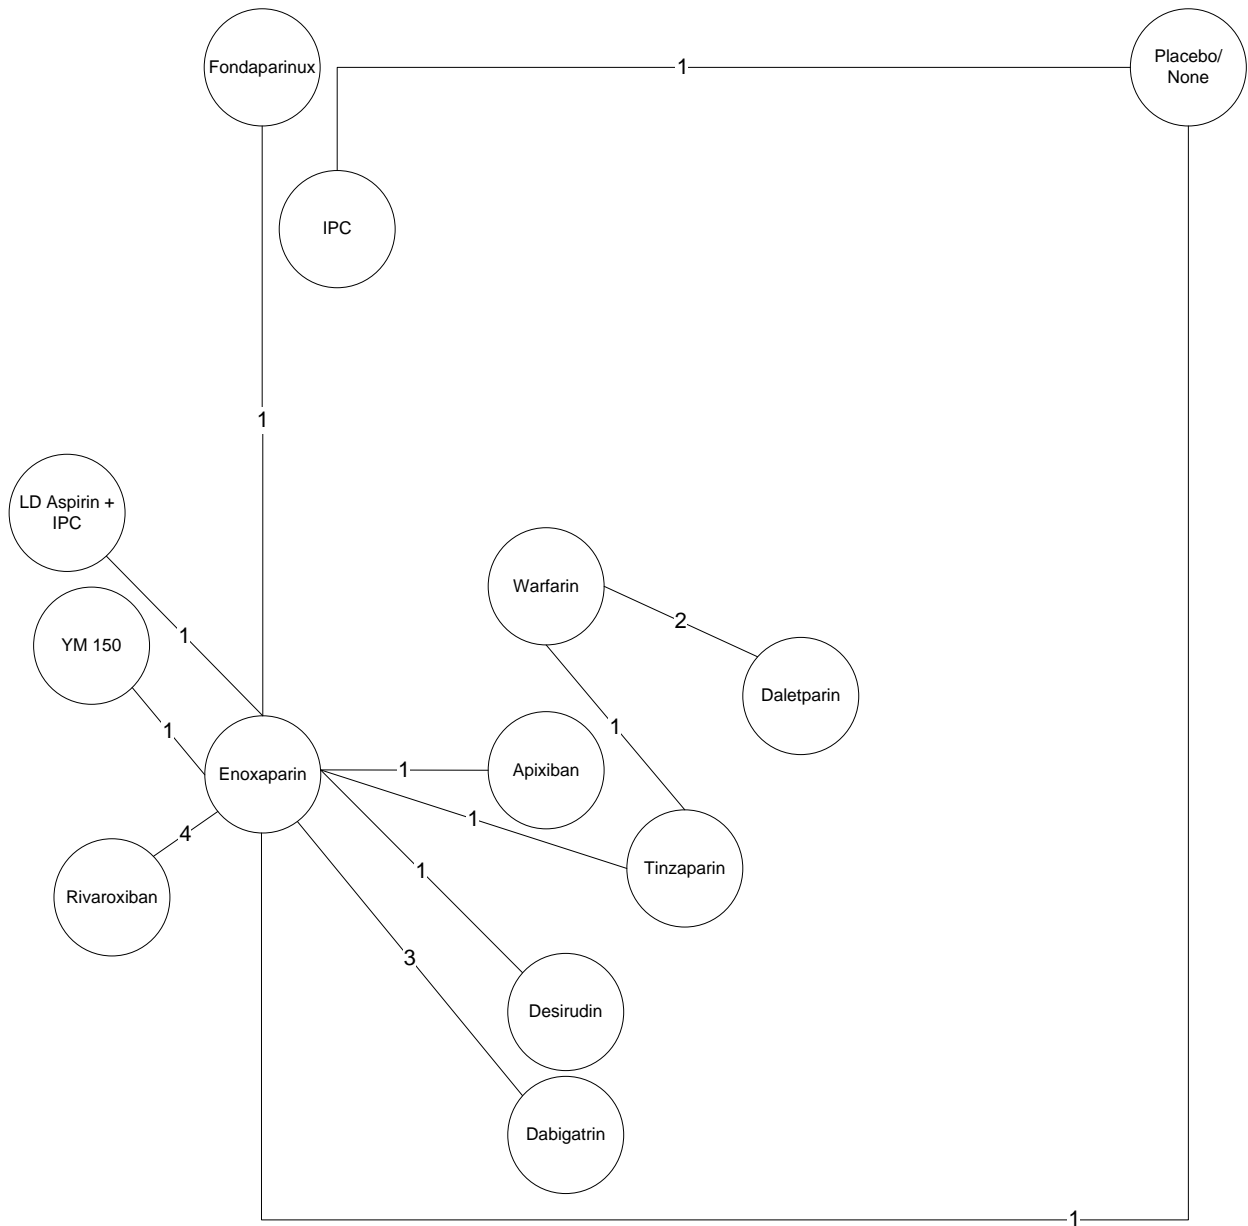 Fondaparinux
1
Placebo/
None
IPC
1
LD Aspirin +
IPC
1
YM 150
1
Warfarin
2
Daletparin
1
Enoxaparin
1
Apixiban
1
Tinzaparin
4
Rivaroxiban
1
3
Desirudin
Dabigatrin
1